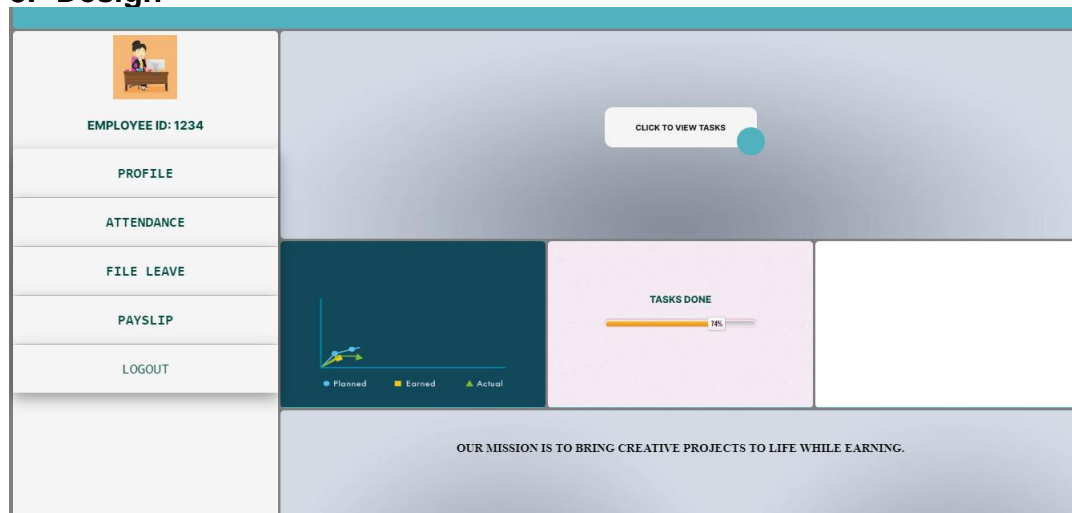 Design
EMPLOYEE ID: 1234
PROFILE
ATTENDANCE
FILE LEAVE
PAYSLIP
LOGOUT
CLICK TO VIEW TASKS
Planned Earned Actual
TASKS DONE
74%
OUR MISSION IS TO BRING CREATIVE PROJECTS TO LIFE WHILE EARNING.